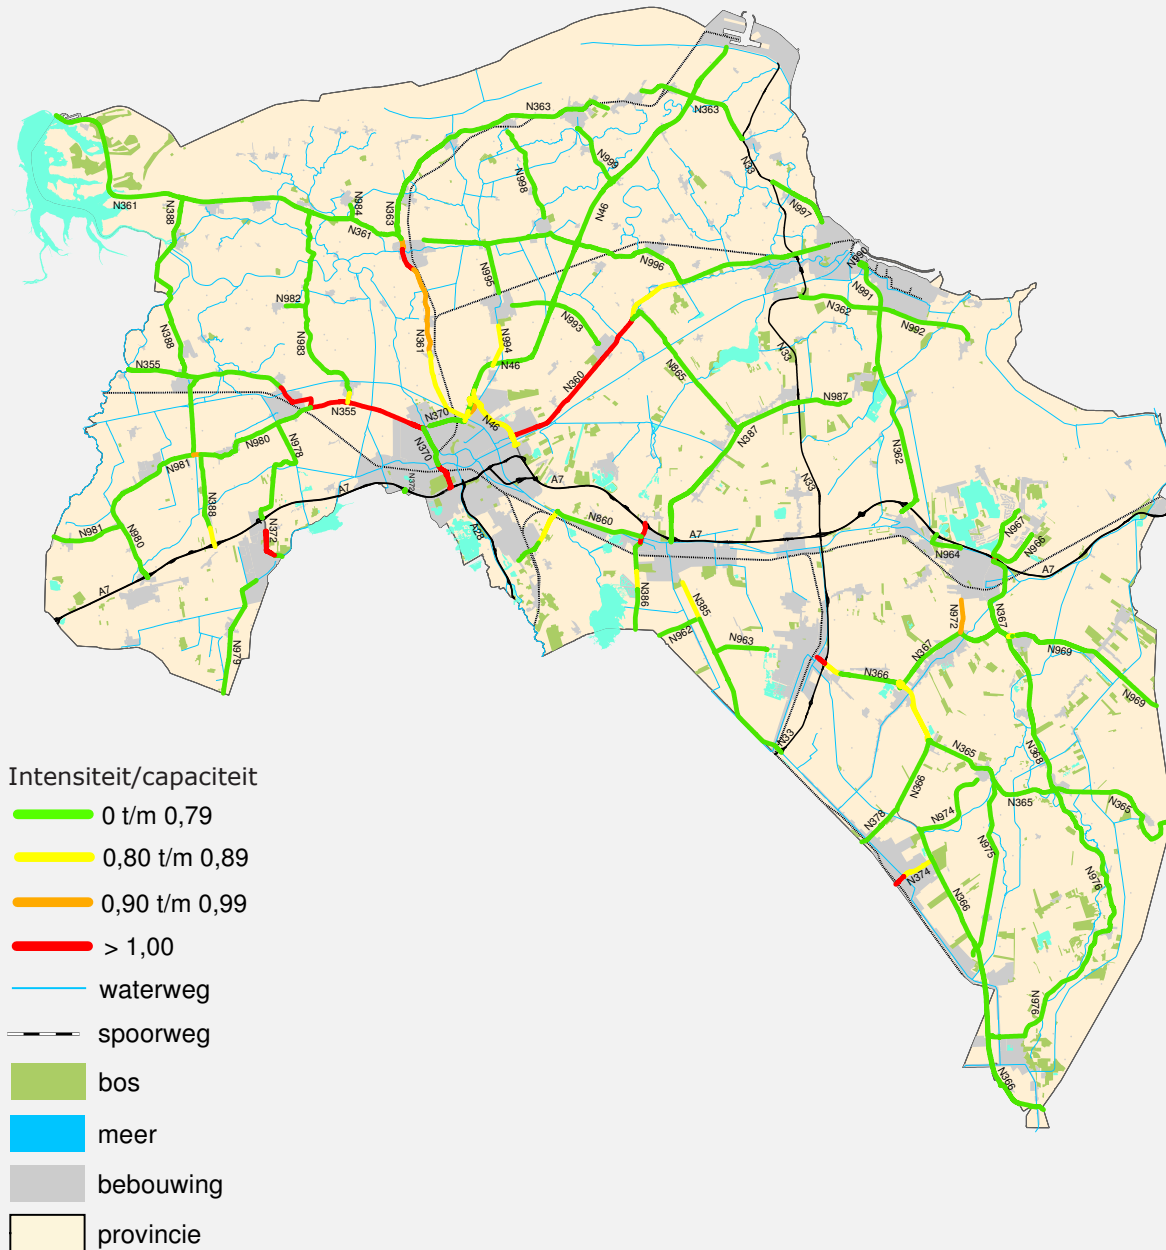 N363
N363
N33
N999
N998
N997
N361
N388
N984
N361
N363
N46
N995
N996
N990
N991
N982
N362
N992
N388
N983
N361
N994
N993
N46
N33
N355
N360
N865
N355
N370
N46
N987
N387
N980
N978
N370
N362
N981
N372
A7
A7
N33
N388
N372
A28
N860
A7
N967
N966
N981
N980
N964
A7
A7
N386
N385
N972
N367
N962
N963
N367
N969
N979
N366
N969
N33
N365
N368
N366
N365
N365
N378
N974
N975
N374
N976
N366
N976
N366
Intensiteit/capaciteit
0 t/m 0,79
0,80 t/m 0,89
0,90 t/m 0,99
> 1,00
waterweg
spoorweg
bos
meer
bebouwing
provincie